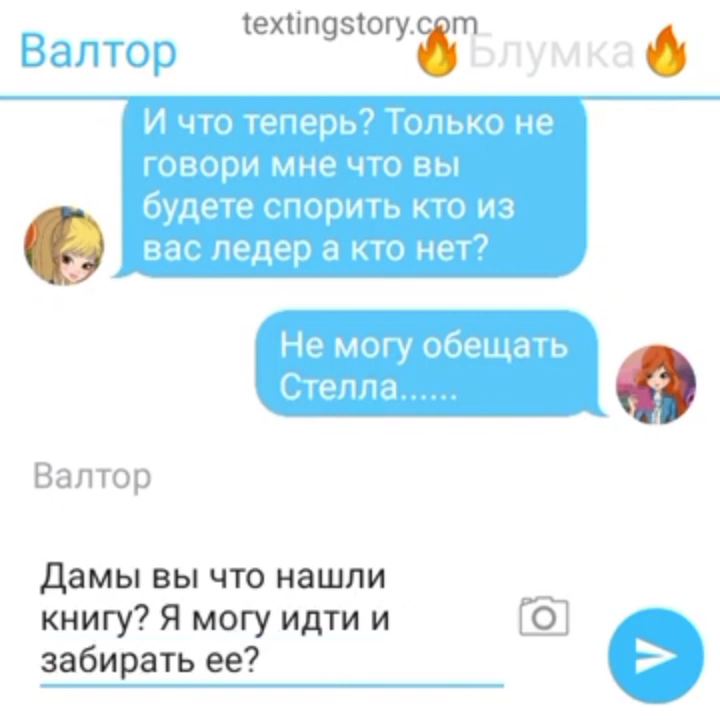 textingstory.com
Валтор
🔥Блумка🔥
И что теперь? Только не
говори мне что вы
будете спорить кто из
вас ледер а кто нет?
Не могу обещать
Стелла......
Валтор
Дамы вы что нашли
книгу? Я могу идти и
забирать ее?